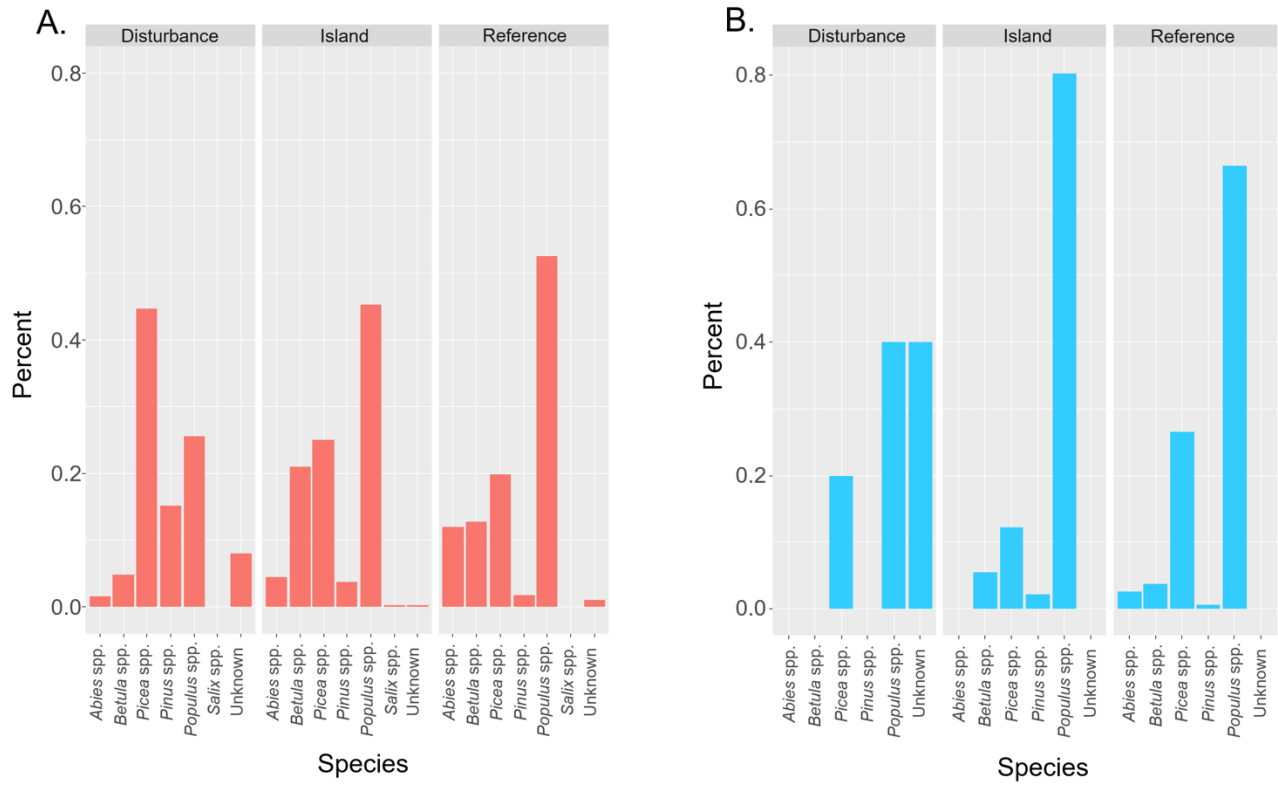 A.
Disturbance Island Reference
0.8
0.6
0.4
0.2
0.0
Percent
Abies spp.
Betula spp.
Picea spp.
Pinus spp.
Populus spp.
Salix spp.
Unknown
Abies spp.
Betula spp.
Picea spp.
Pinus spp.
Populus spp.
Salix spp.
Unknown
Abies spp.
Betula spp.
Picea spp.
Pinus spp.
Populus spp.
Salix spp.
Unknown
Species
B.
Disturbance Island Reference
0.8
0.6
0.4
0.2
0.0
Percent
Abies spp.
Betula spp.
Picea spp.
Pinus spp.
Populus spp.
Unknown
Abies spp.
Betula spp.
Picea spp.
Pinus spp.
Populus spp.
Unknown
Abies spp.
Betula spp.
Picea spp.
Pinus spp.
Populus spp.
Unknown
Species